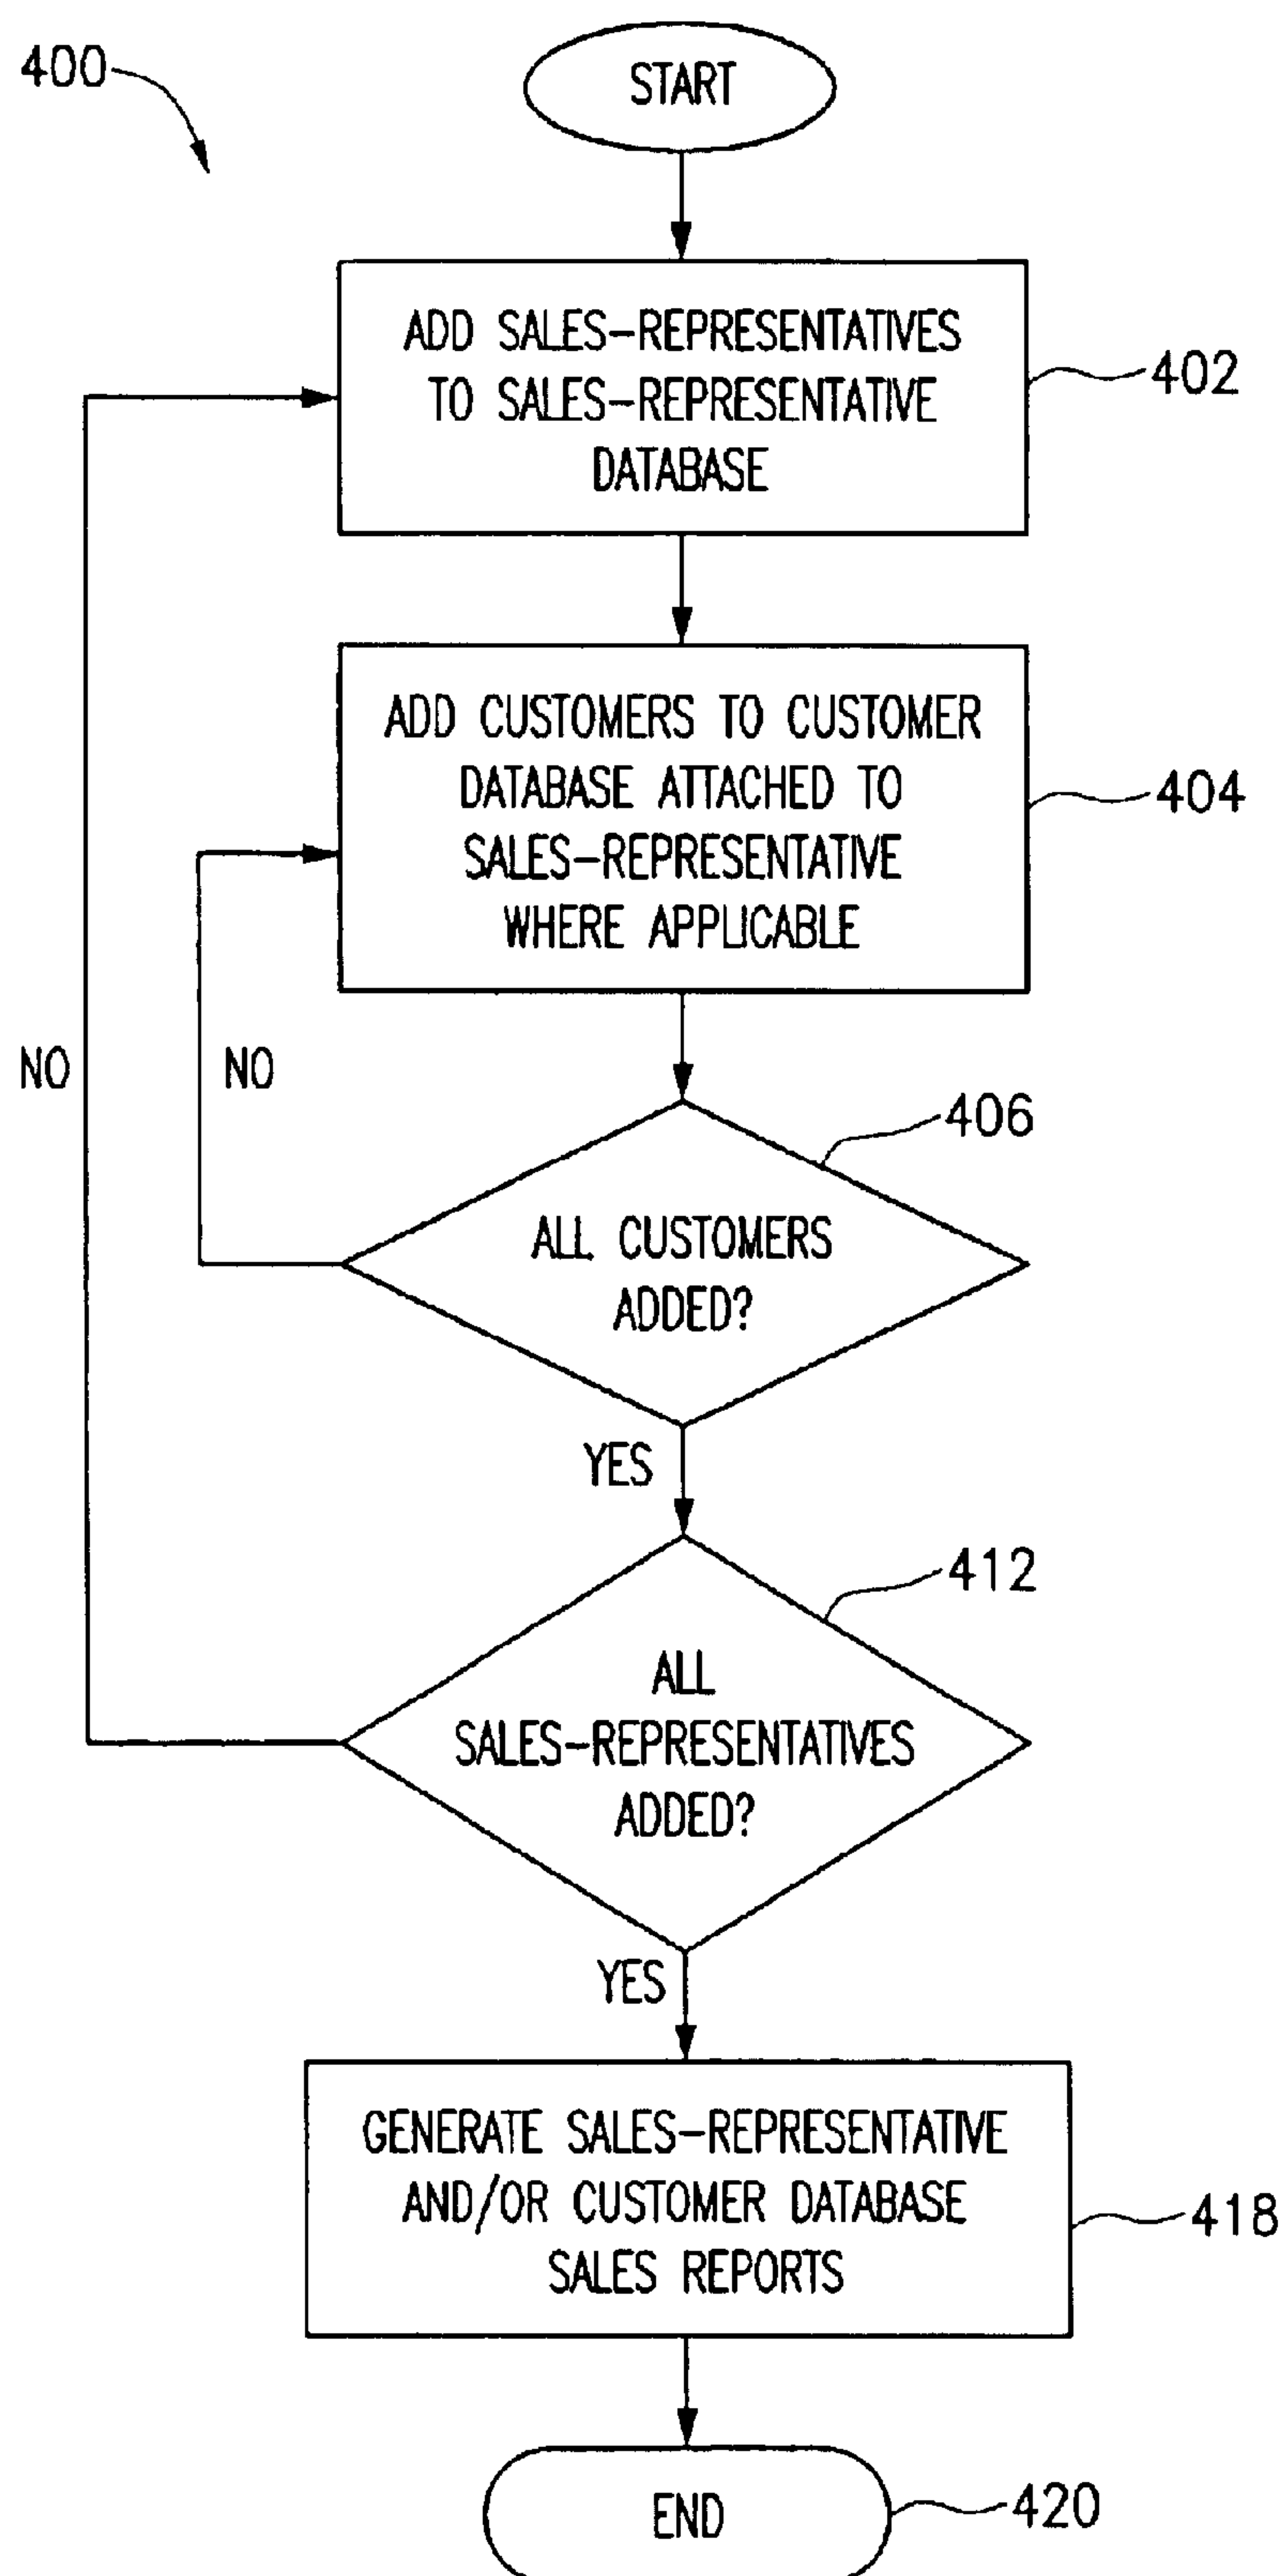 400
START
ADD SALES-REPRESENTATIVES
TO SALES-REPRESENTATIVE
DATABASE
402
ADD CUSTOMERS TO CUSTOMER
DATABASE ATTACHED TO
SALES-REPRESENTATIVE
WHERE APPLICABLE
404
NO
NO
406
ALL CUSTOMERS
ADDED?
YES
412
ALL
SALES-REPRESENTATIVES
ADDED?
YES
GENERATE SALES-REPRESENTATIVE
AND/OR CUSTOMER DATABASE
SALES REPORTS
418
END
420